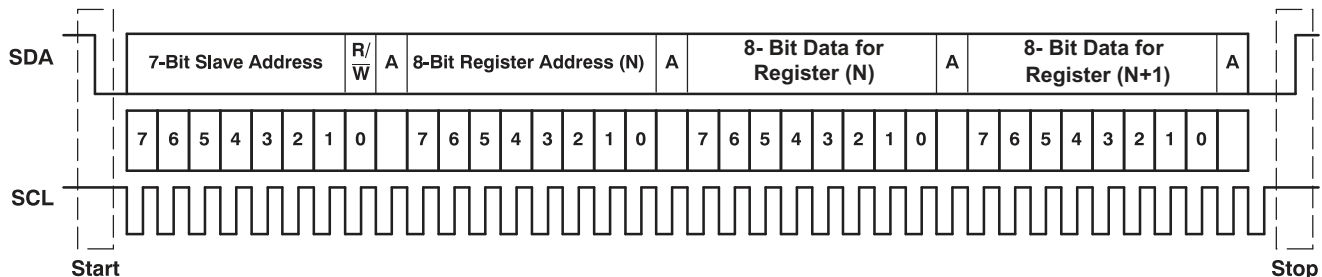 SDA
7-Bit Slave Address
R/
W
A
8-Bit Register Address (N)
A
8- Bit Data for
Register (N)
A
8- Bit Data for
Register (N+1)
A
7 6 5 4 3 2 1 0 7 6 5 4 3 2 1 0 7 6 5 4 3 2 1 0 7 6 5 4 3 2 1 0
SCL
Start
Stop